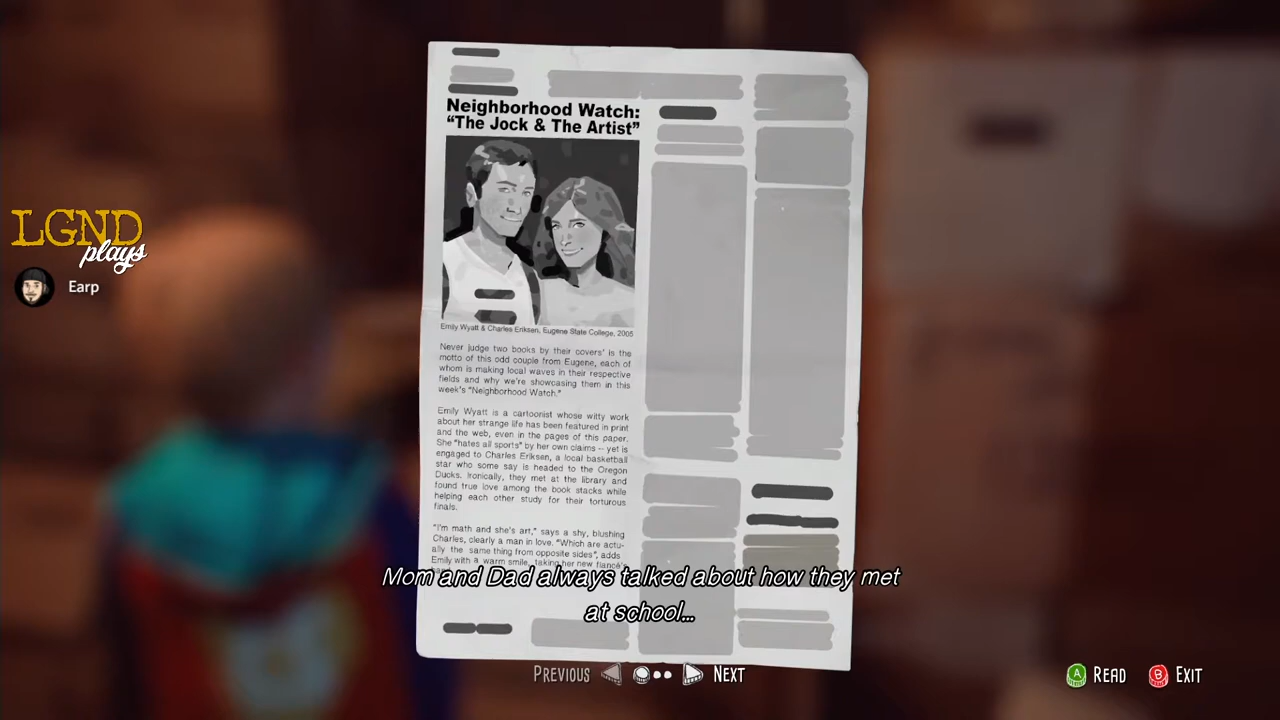 LGND
plays
Earp
Neighborhood Watch:
“The Jock & The Artist”
Emily Wyatt & Charles Eriksen, Eugene State College, 2005
Never judge two books by their covers' is the
motto of this odd couple from Eugene, each of
whom is making local waves in their respective
fields and why we're showcasing them in this
week's "Neighborhood Watch."
Emily Wyatt is a cartoonist whose witty work
about her strange life has been featured in print
and the web, even in the pages of this paper.
She "hates all sports" by her own claims -- yet is
engaged to Charles Eriksen, a local basketball
star who some say is headed to the Oregon
Ducks. Ironically, they met at the library and
found true love among the book stacks while
helping each other study for their torturous
finals.
"I'm math and she's art," says a shy, blushing
Charles, clearly a man in love. "Which are actu-
ally the same thing from opposite sides", adds
Emily with a warm smile, taking her new fiancé's
Mom and Dad always talked about how they met
at school...
Previous Next
A Read B Exit